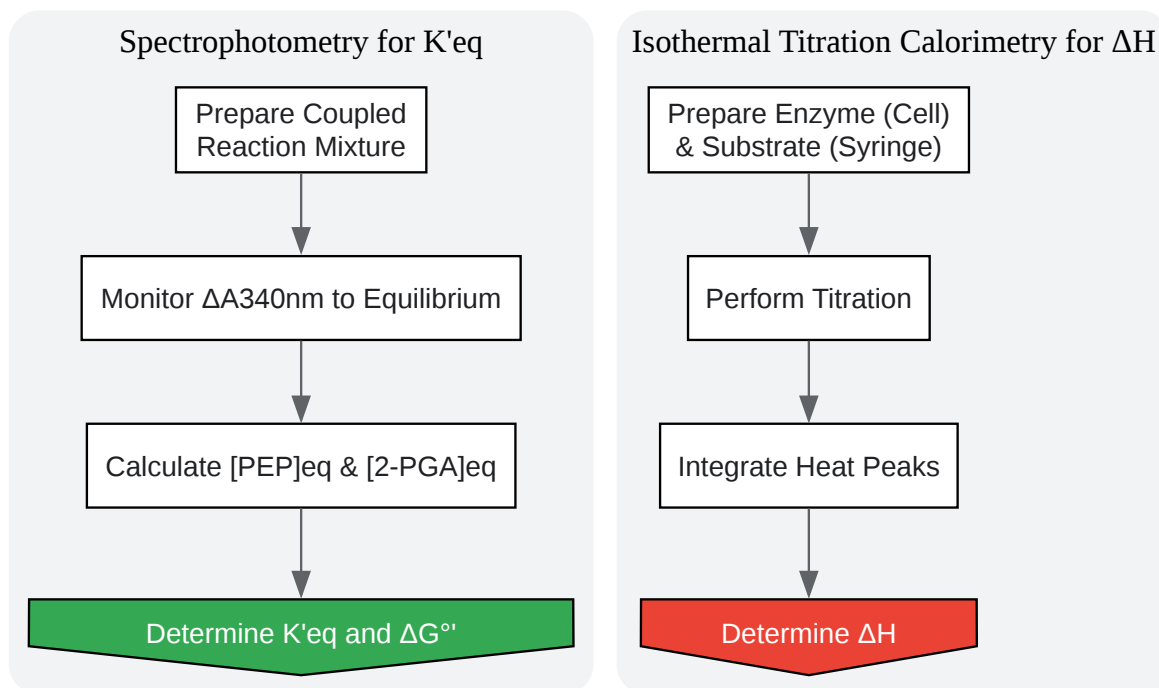 Spectrophotometry for K'eq
Prepare Coupled
Reaction Mixture
Monitor ΔA340nm to Equilibrium
Calculate [PEP]eq & [2-PGA]eq
Determine K'eq and ΔG°'
Isothermal Titration Calorimetry for ΔH
Prepare Enzyme (Cell)
& Substrate (Syringe)
Perform Titration
Integrate Heat Peaks
Determine ΔH